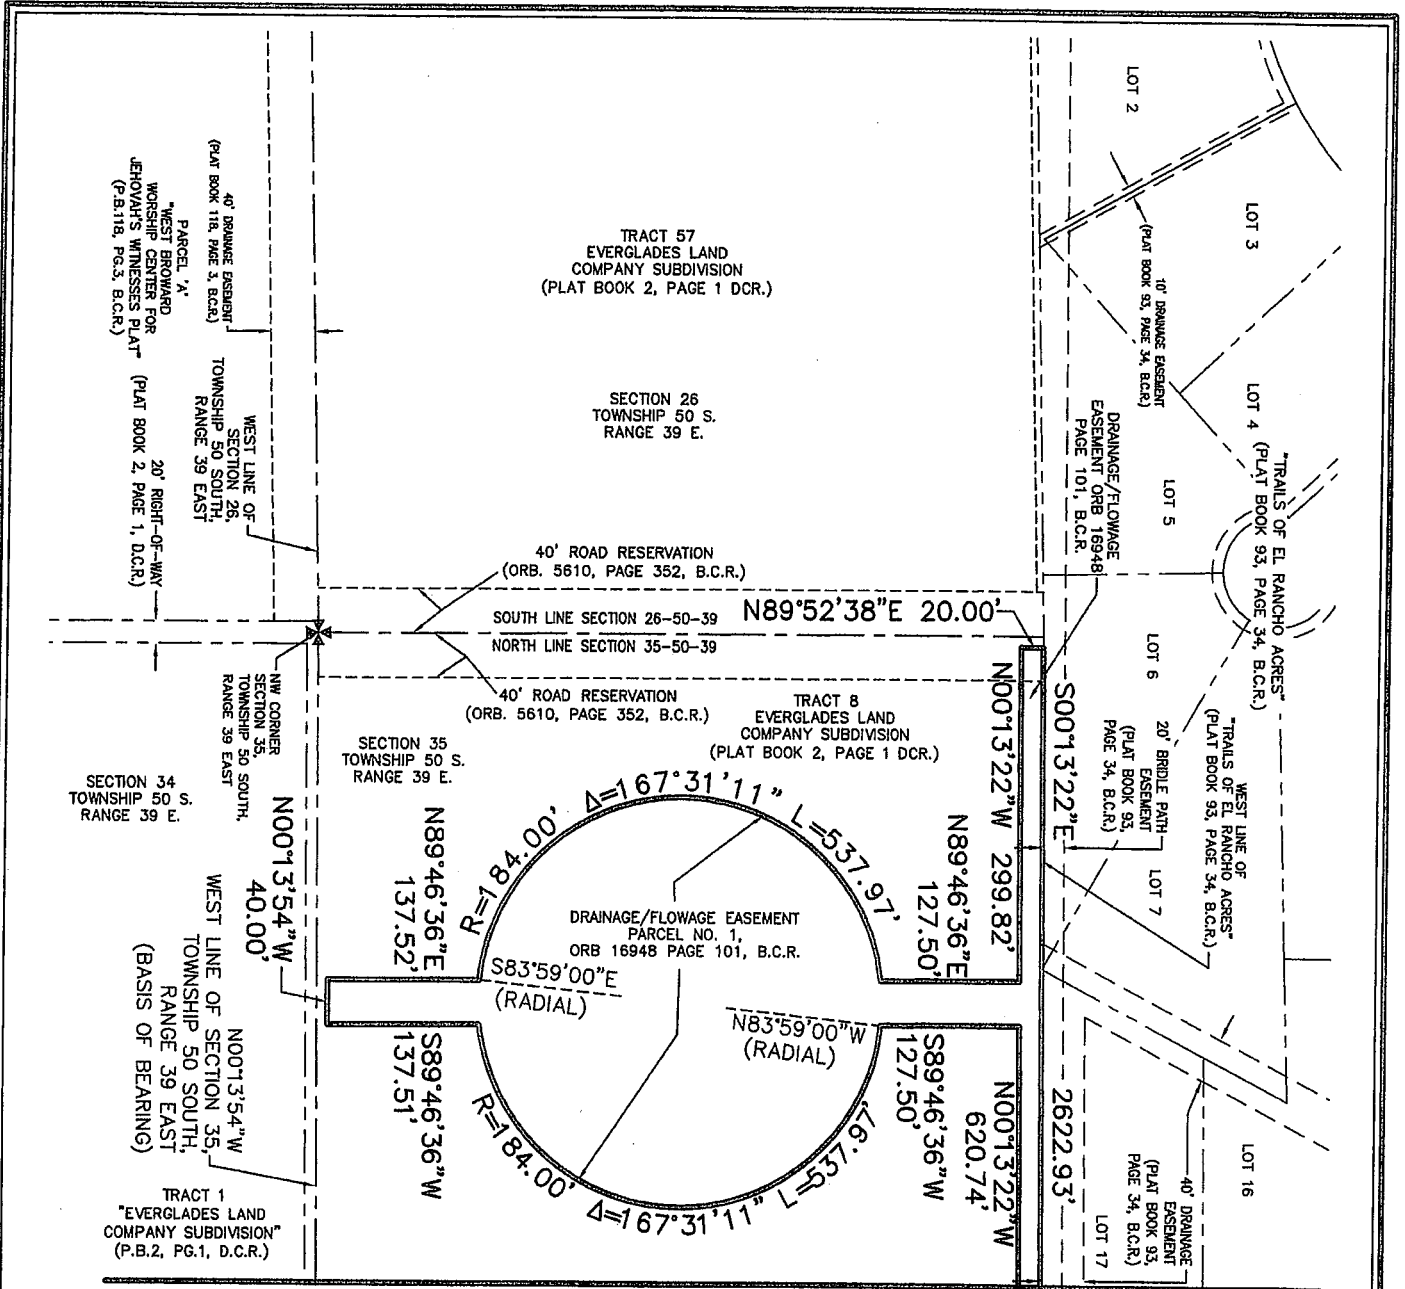 LOT 2
10' DRAINAGE EASEMENT
(PLAT BOOK 93, PAGE 34, B.C.R.)
LOT 3
LOT 4
"TRAILS OF EL RANCHO ACRES"
(PLAT BOOK 93, PAGE 34, B.C.R.)
LOT 5
40' DRAINAGE EASEMENT
(PLAT BOOK 118, PAGE 3, B.C.R.)
PARCEL 'A'
"WEST BROWARD
WORSHIP CENTER FOR
JEHOVAH'S WITNESSES PLAT"
(P.B.118, PG.3, B.C.R.)
TRACT 57
EVERGLADES LAND
COMPANY SUBDIVISION
(PLAT BOOK 2, PAGE 1 DCR.)
SECTION 26
TOWNSHIP 50 S.
RANGE 39 E.
DRAINAGE/FLOWAGE
EASEMENT ORB 16948
PAGE 101, B.C.R.
WEST LINE OF
SECTION 26,
TOWNSHIP 50 SOUTH,
RANGE 39 EAST
20' RIGHT-OF-WAY
(PLAT BOOK 2, PAGE 1, D.C.R.)
40' ROAD RESERVATION
(ORB. 5610, PAGE 352, B.C.R.)
SOUTH LINE SECTION 26-50-39
N89°52'38"E 20.00'
NORTH LINE SECTION 35-50-39
40' ROAD RESERVATION
(ORB. 5610, PAGE 352, B.C.R.)
TRACT 8
EVERGLADES LAND
COMPANY SUBDIVISION
(PLAT BOOK 2, PAGE 1 DCR.)
LOT 6
20' BRIDLE PATH
EASEMENT
(PLAT BOOK 93,
PAGE 34, B.C.R.)
WEST LINE OF
"TRAILS OF EL RANCHO ACRES"
(PLAT BOOK 93, PAGE 34, B.C.R.)
LOT 7
NW CORNER
SECTION 35,
TOWNSHIP 50 SOUTH,
RANGE 39 EAST
SECTION 35
TOWNSHIP 50 S.
RANGE 39 E.
SECTION 34
TOWNSHIP 50 S.
RANGE 39 E.
N00°13'54"W
40.00'
N00°13'22"W 299.82'
S00°13'22"E
2622.93'
N89°46'36"E
137.52'
R=184.00' Δ=167°31'11" L=537.97'
N89°46'36"E
127.50'
DRAINAGE/FLOWAGE EASEMENT
PARCEL NO. 1,
ORB 16948 PAGE 101, B.C.R.
S83°59'00"E
(RADIAL)
N83°59'00"W
(RADIAL)
S89°46'36"W
137.51'
R=184.00' Δ=167°31'11" L=537.97'
S89°46'36"W
127.50'
N00°13'22"W
620.74'
N00°13'54"W
WEST LINE OF SECTION 35,
TOWNSHIP 50 SOUTH,
RANGE 39 EAST
(BASIS OF BEARING)
TRACT 1
"EVERGLADES LAND
COMPANY SUBDIVISION"
(P.B.2, PG.1, D.C.R.)
40' DRAINAGE
EASEMENT
(PLAT BOOK 93,
PAGE 34, B.C.R.)
LOT 16
LOT 17